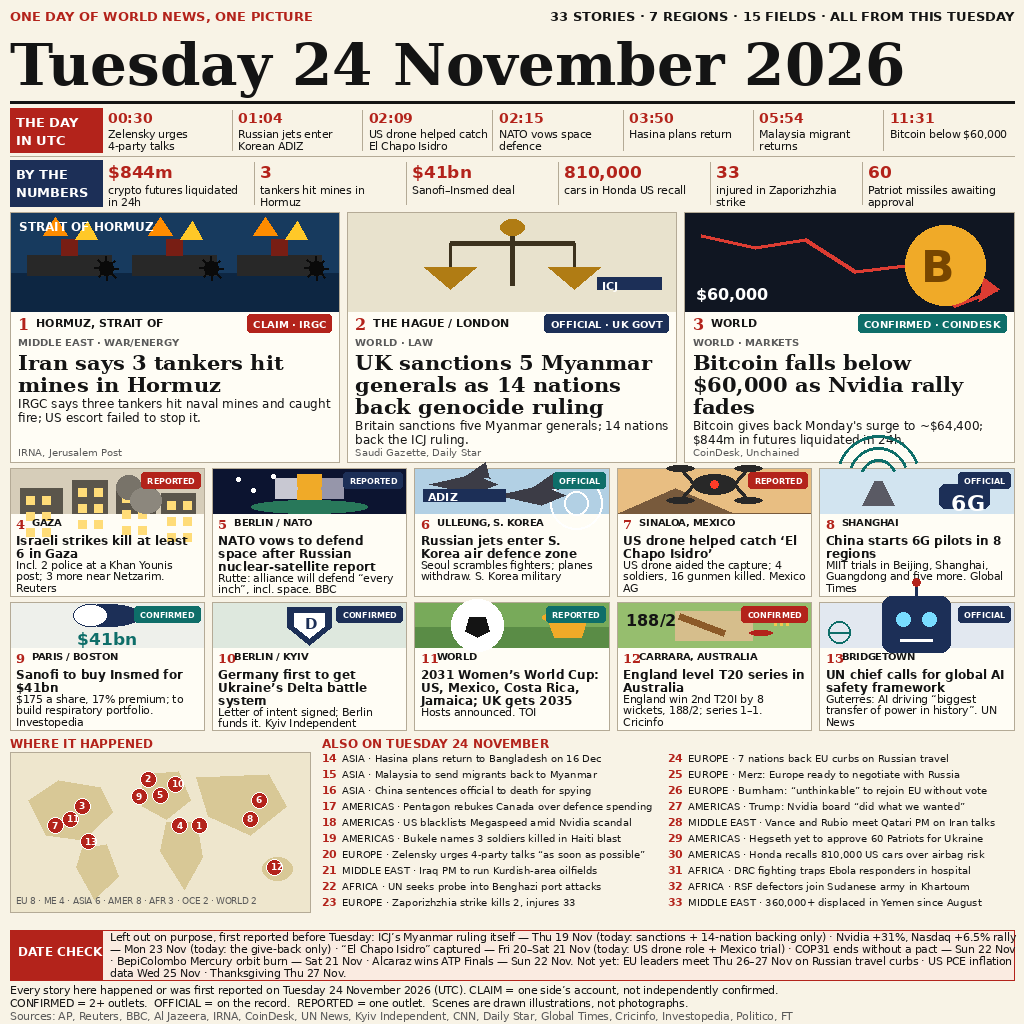 ONE DAY OF WORLD NEWS, ONE PICTURE
33 STORIES · 7 REGIONS · 15 FIELDS · ALL FROM THIS TUESDAY
Tuesday 24 November 2026
THE DAY
IN UTC
00:30
Zelensky urges
4-party talks
01:04
Russian jets enter
Korean ADIZ
02:09
US drone helped catch
El Chapo Isidro
02:15
NATO vows space
defence
03:50
Hasina plans return
05:54
Malaysia migrant
returns
11:31
Bitcoin below $60,000
BY THE
NUMBERS
$844m
crypto futures liquidated
in 24h
3
tankers hit mines in
Hormuz
$41bn
Sanofi–Insmed deal
810,000
cars in Honda US recall
33
injured in Zaporizhzhia
strike
60
Patriot missiles awaiting
approval
STRAIT OF HORMUZ
1 HORMUZ, STRAIT OF
CLAIM · IRGC
MIDDLE EAST · WAR/ENERGY
Iran says 3 tankers hit
mines in Hormuz
IRGC says three tankers hit naval mines and caught
fire; US escort failed to stop it.
IRNA, Jerusalem Post
ICJ
2 THE HAGUE / LONDON
OFFICIAL · UK GOVT
WORLD · LAW
UK sanctions 5 Myanmar
generals as 14 nations
back genocide ruling
Britain sanctions five Myanmar generals; 14 nations
back the ICJ ruling.
Saudi Gazette, Daily Star
B
$60,000
3 WORLD
CONFIRMED · COINDESK
WORLD · MARKETS
Bitcoin falls below
$60,000 as Nvidia rally
fades
Bitcoin gives back Monday's surge to ~$64,400;
$844m in futures liquidated in 24h.
CoinDesk, Unchained
REPORTED
4 GAZA
Israeli strikes kill at least
6 in Gaza
Incl. 2 police at a Khan Younis
post; 3 more near Netzarim.
Reuters
REPORTED
5 BERLIN / NATO
NATO vows to defend
space after Russian
nuclear-satellite report
Rutte: alliance will defend “every
inch”, incl. space. BBC
OFFICIAL
ADIZ
6 ULLEUNG, S. KOREA
Russian jets enter S.
Korea air defence zone
Seoul scrambles fighters; planes
withdraw. S. Korea military
REPORTED
7 SINALOA, MEXICO
US drone helped catch ‘El
Chapo Isidro’
US drone aided the capture; 4
soldiers, 16 gunmen killed. Mexico
AG
OFFICIAL
6G
8 SHANGHAI
China starts 6G pilots in 8
regions
MIIT trials in Beijing, Shanghai,
Guangdong and five more. Global
Times
CONFIRMED
$41bn
9 PARIS / BOSTON
Sanofi to buy Insmed for
$41bn
$175 a share, 17% premium; to
build respiratory portfolio.
Investopedia
CONFIRMED
D
10 BERLIN / KYIV
Germany first to get
Ukraine’s Delta battle
system
Letter of intent signed; Berlin
funds it. Kyiv Independent
REPORTED
11 WORLD
2031 Women’s World Cup:
US, Mexico, Costa Rica,
Jamaica; UK gets 2035
Hosts announced. TOI
CONFIRMED
188/2
12 CARRARA, AUSTRALIA
England level T20 series in
Australia
England win 2nd T20I by 8
wickets, 188/2; series 1–1.
Cricinfo
OFFICIAL
13 BRIDGETOWN
UN chief calls for global AI
safety framework
Guterres: AI driving “biggest
transfer of power in history”. UN
News
WHERE IT HAPPENED
2
10
9
5
3
11
7
13
4
1
6
8
12
EU 8 · ME 4 · ASIA 6 · AMER 8 · AFR 3 · OCE 2 · WORLD 2
ALSO ON TUESDAY 24 NOVEMBER
14 ASIA · Hasina plans return to Bangladesh on 16 Dec
15 ASIA · Malaysia to send migrants back to Myanmar
16 ASIA · China sentences official to death for spying
17 AMERICAS · Pentagon rebukes Canada over defence spending
18 AMERICAS · US blacklists Megaspeed amid Nvidia scandal
19 AMERICAS · Bukele names 3 soldiers killed in Haiti blast
20 EUROPE · Zelensky urges 4-party talks “as soon as possible”
21 MIDDLE EAST · Iraq PM to run Kurdish-area oilfields
22 AFRICA · UN seeks probe into Benghazi port attacks
23 EUROPE · Zaporizhzhia strike kills 2, injures 33
24 EUROPE · 7 nations back EU curbs on Russian travel
25 EUROPE · Merz: Europe ready to negotiate with Russia
26 EUROPE · Burnham: “unthinkable” to rejoin EU without vote
27 AMERICAS · Trump: Nvidia board “did what we wanted”
28 MIDDLE EAST · Vance and Rubio meet Qatari PM on Iran talks
29 AMERICAS · Hegseth yet to approve 60 Patriots for Ukraine
30 AMERICAS · Honda recalls 810,000 US cars over airbag risk
31 AFRICA · DRC fighting traps Ebola responders in hospital
32 AFRICA · RSF defectors join Sudanese army in Khartoum
33 MIDDLE EAST · 360,000+ displaced in Yemen since August
DATE CHECK
Left out on purpose, first reported before Tuesday: ICJ’s Myanmar ruling itself — Thu 19 Nov (today: sanctions + 14-nation backing only) · Nvidia +31%, Nasdaq +6.5% rally
— Mon 23 Nov (today: the give-back only) · “El Chapo Isidro” captured — Fri 20–Sat 21 Nov (today: US drone role + Mexico trial) · COP31 ends without a pact — Sun 22 Nov
· BepiColombo Mercury orbit burn — Sat 21 Nov · Alcaraz wins ATP Finals — Sun 22 Nov. Not yet: EU leaders meet Thu 26–27 Nov on Russian travel curbs · US PCE inflation
data Wed 25 Nov · Thanksgiving Thu 27 Nov.
Every story here happened or was first reported on Tuesday 24 November 2026 (UTC). CLAIM = one side’s account, not independently confirmed.
CONFIRMED = 2+ outlets. OFFICIAL = on the record. REPORTED = one outlet. Scenes are drawn illustrations, not photographs.
Sources: AP, Reuters, BBC, Al Jazeera, IRNA, CoinDesk, UN News, Kyiv Independent, CNN, Daily Star, Global Times, Cricinfo, Investopedia, Politico, FT